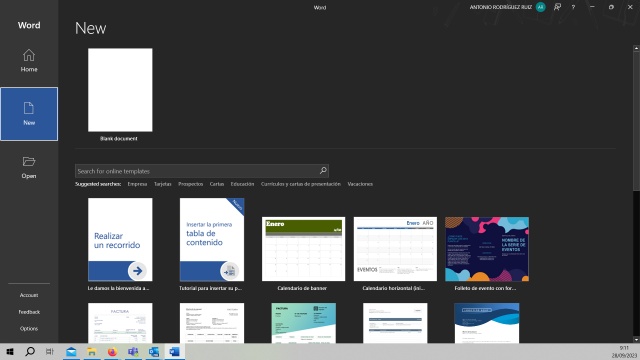 Word
ANTONIO RODRÍGUEZ RUIZ
AR
?
Word
New
Home
New
Open
Blank document
Search for online templates
Suggested searches: Empresa Tarjetas Prospectos Cartas Educación Currículos y cartas de presentación Vacaciones
Realizar
un recorrido
Nuevo
Insertar la primera
tabla de
contenido
Enero
año
Enero AÑO
EVENTOS
NOMBRE DE
LA SERIE DE
EVENTOS
Le damos la bienvenida a...
Tutorial para insertar su p...
Calendario de banner
Calendario horizontal (ini...
Folleto de evento con for...
Account
Feedback
Options
FACTURA
FACTURA
9:11
28/09/2023